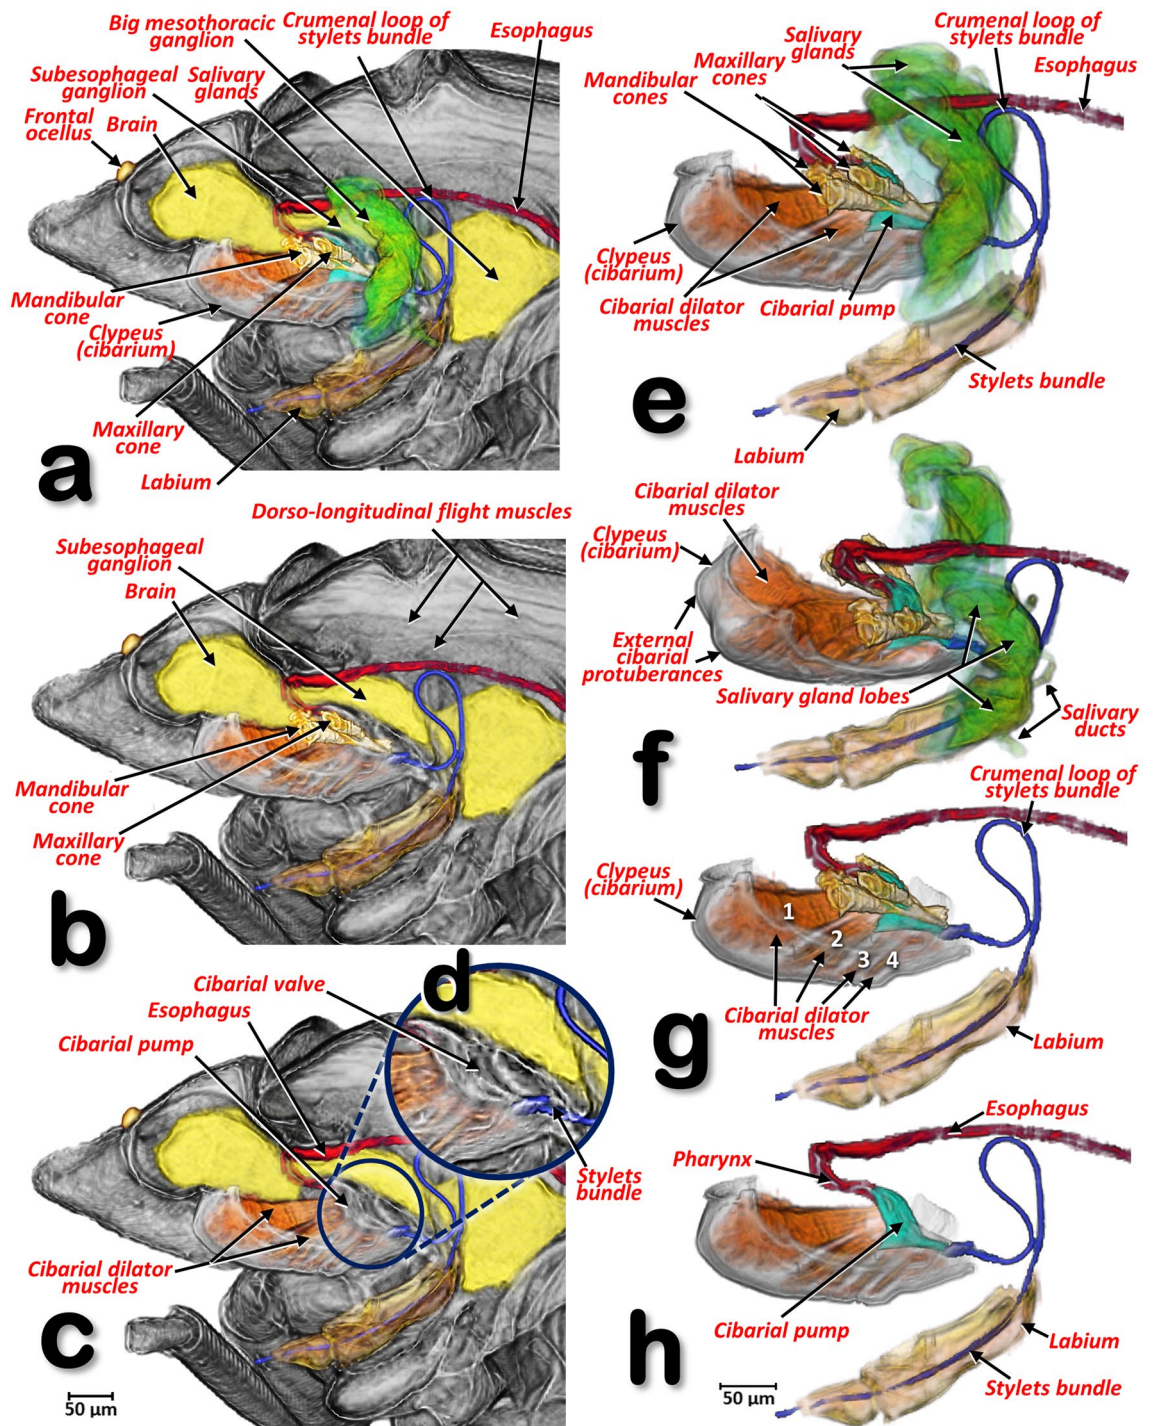 Big mesothoracic
ganglion
Crumenal loop of
stylets bundle
Esophagus
Subesophageal
ganglion
Salivary
glands
Frontal
ocellus
Brain
Mandibular
cone
Clypeus
(cibarium)
Maxillary
cone
Labium
a
Dorso-longitudinal flight muscles
Subesophageal
ganglion
Brain
Mandibular
cone
Maxillary
cone
b
Cibarial valve
Esophagus
Cibarial pump
d
Stylets
bundle
Cibarial dilator
muscles
c
50 µm
Crumenal loop of
stylets bundle
Salivary
glands
Maxillary
cones
Esophagus
Mandibular
cones
Clypeus
(cibarium)
Cibarial dilator
muscles
Cibarial pump
Stylets bundle
e
Labium
Cibarial dilator
muscles
Clypeus
(cibarium)
External
cibarial
protuberances
Salivary gland lobes
Salivary
ducts
f
Crumenal loop of
stylets bundle
Clypeus
(cibarium)
1
2
3
4
Cibarial dilator
muscles
Labium
g
Esophagus
Pharynx
Cibarial pump
Labium
Stylets bundle
h
50 µm